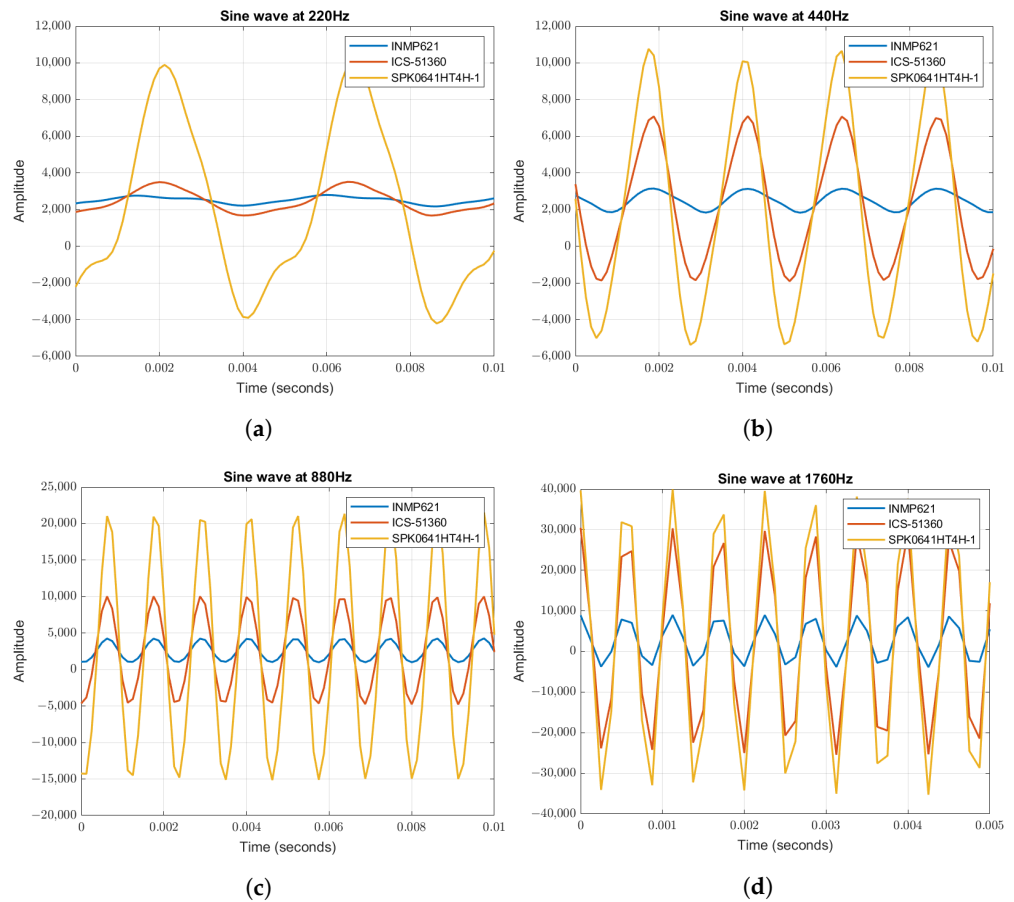 Sine wave at 220Hz
12,000
10,000
8,000
6,000
4,000
2,000
0
−2,000
−4,000
−6,000
Amplitude
INMP621
ICS-51360
SPK0641HT4H-1
0
0.002
0.004
0.006
0.008
0.01
Time (seconds)
(a)
Sine wave at 440Hz
12,000
10,000
8,000
6,000
4,000
2,000
0
−2,000
−4,000
−6,000
Amplitude
INMP621
ICS-51360
SPK0641HT4H-1
0
0.002
0.004
0.006
0.008
0.01
Time (seconds)
(b)
Sine wave at 880Hz
25,000
20,000
15,000
10,000
5,000
0
−5,000
−10,000
−15,000
−20,000
Amplitude
INMP621
ICS-51360
SPK0641HT4H-1
0
0.002
0.004
0.006
0.008
0.01
Time (seconds)
(c)
Sine wave at 1760Hz
40,000
30,000
20,000
10,000
0
−10,000
−20,000
−30,000
−40,000
Amplitude
INMP621
ICS-51360
SPK0641HT4H-1
0
0.001
0.002
0.003
0.004
0.005
Time (seconds)
(d)